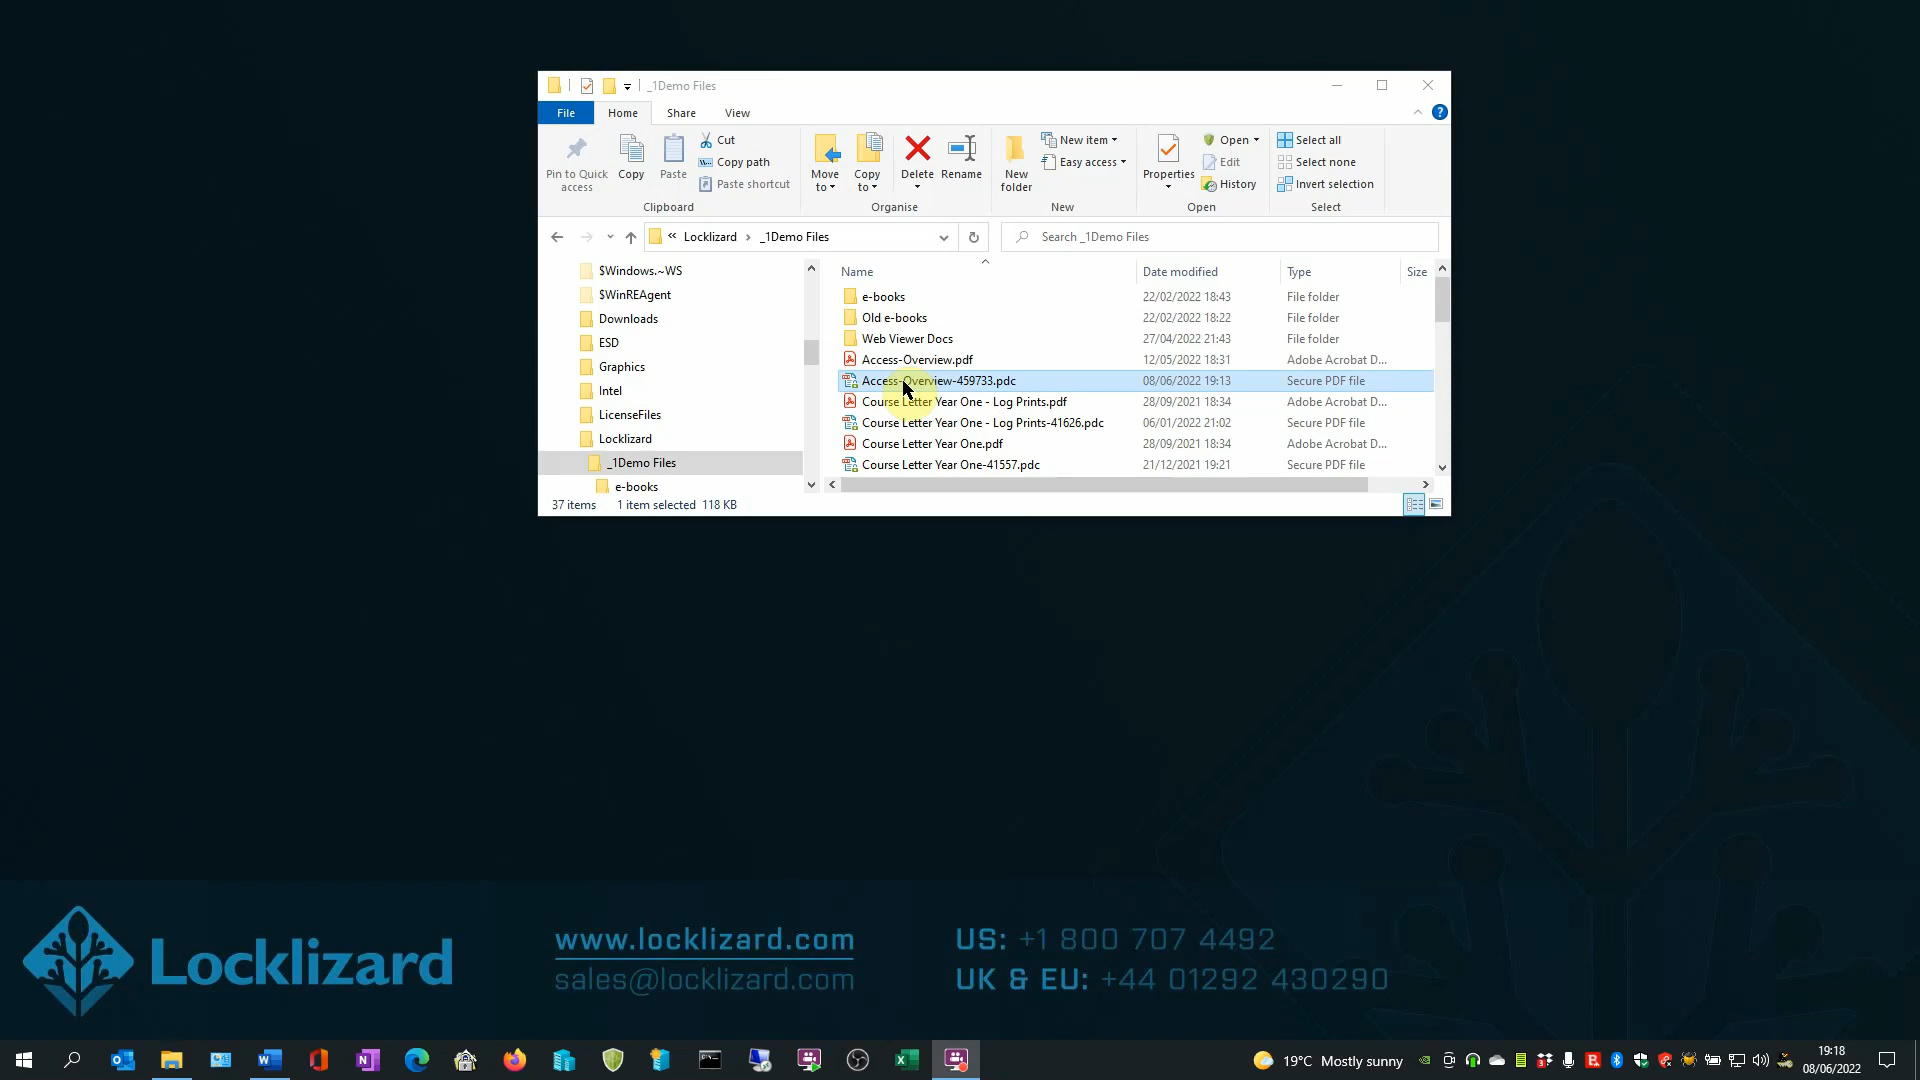 _1Demo Files
File Home Share View
Pin to Quick access
Copy
Paste
Cut
Copy path
Paste shortcut
Clipboard
Move to
Copy to
Delete
Rename
Organise
New folder
New item
Easy access
New
Properties
Open
Edit
History
Open
Select all
Select none
Invert selection
Select
« Locklizard › _1Demo Files
Search _1Demo Files
$Windows.~WS
$WinREAgent
Downloads
ESD
Graphics
Intel
LicenseFiles
Locklizard
_1Demo Files
e-books
Name Date modified Type Size
e-books 22/02/2022 18:43 File folder
Old e-books 22/02/2022 18:22 File folder
Web Viewer Docs 27/04/2022 21:43 File folder
Access-Overview.pdf 12/05/2022 18:31 Adobe Acrobat D...
Access-Overview-459733.pdc 08/06/2022 19:13 Secure PDF file
Course Letter Year One - Log Prints.pdf 28/09/2021 18:34 Adobe Acrobat D...
Course Letter Year One - Log Prints-41626.pdc 06/01/2022 21:02 Secure PDF file
Course Letter Year One.pdf 28/09/2021 18:34 Adobe Acrobat D...
Course Letter Year One-41557.pdc 21/12/2021 19:21 Secure PDF file
37 items 1 item selected 118 KB
Locklizard
www.locklizard.com
sales@locklizard.com
US: +1 800 707 4492
UK & EU: +44 01292 430290
19°C Mostly sunny
19:18
08/06/2022